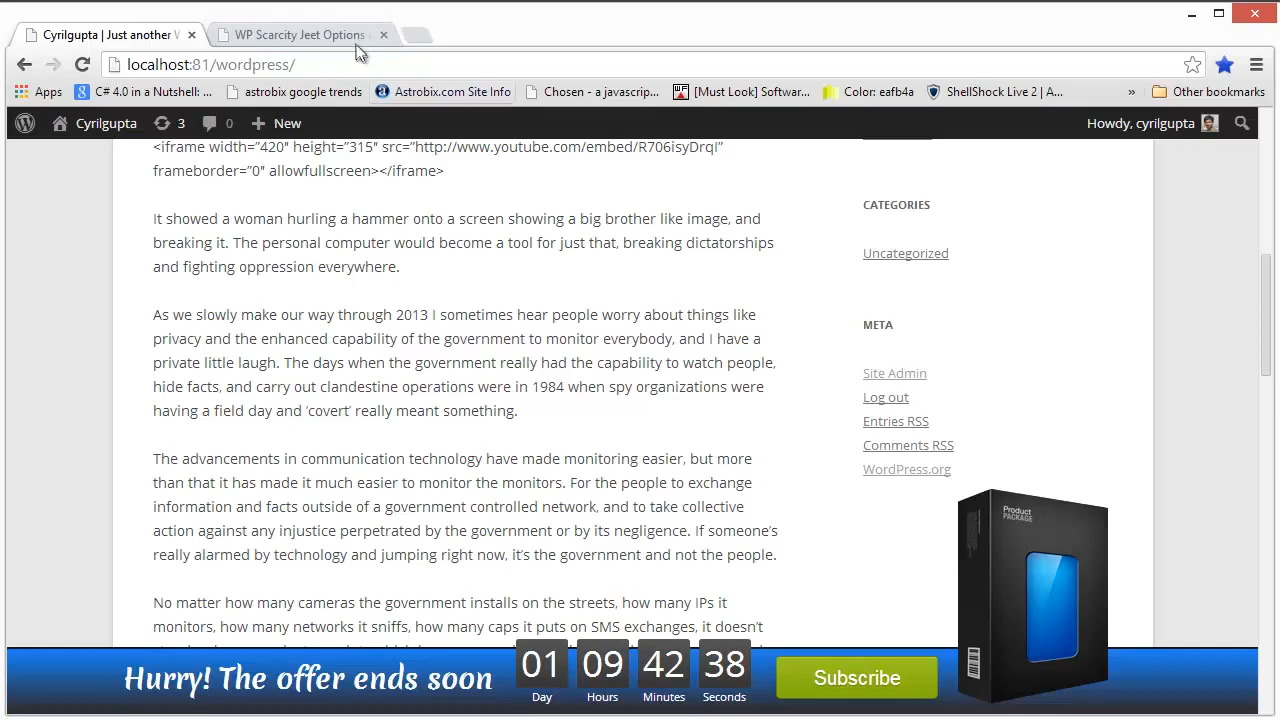 Cyrilgupta | Just another W
WP Scarcity Jeet Options
localhost:81/wordpress/
Apps
C# 4.0 in a Nutshell: ...
astrobix google trends
Astrobix.com Site Info
Chosen - a javascrip...
[Must Look] Softwar...
Color: eafb4a
ShellShock Live 2 | A...
»
Other bookmarks
Cyrilgupta
3
0
New
Howdy, cyrilgupta
<iframe width="420″ height="315″ src="http://www.youtube.com/embed/R706isyDrqI"
frameborder="0″ allowfullscreen></iframe>
It showed a woman hurling a hammer onto a screen showing a big brother like image, and
breaking it. The personal computer would become a tool for just that, breaking dictatorships
and fighting oppression everywhere.
As we slowly make our way through 2013 I sometimes hear people worry about things like
privacy and the enhanced capability of the government to monitor everybody, and I have a
private little laugh. The days when the government really had the capability to watch people,
hide facts, and carry out clandestine operations were in 1984 when spy organizations were
having a field day and 'covert' really meant something.
The advancements in communication technology have made monitoring easier, but more
than that it has made it much easier to monitor the monitors. For the people to exchange
information and facts outside of a government controlled network, and to take collective
action against any injustice perpetrated by the government or by its negligence. If someone's
really alarmed by technology and jumping right now, it's the government and not the people.
No matter how many cameras the government installs on the streets, how many IPs it
monitors, how many networks it sniffs, how many caps it puts on SMS exchanges, it doesn't
CATEGORIES
Uncategorized
META
Site Admin
Log out
Entries RSS
Comments RSS
WordPress.org
Product
PACKAGE
Hurry! The offer ends soon
01 09 42 38
Day Hours Minutes Seconds
Subscribe